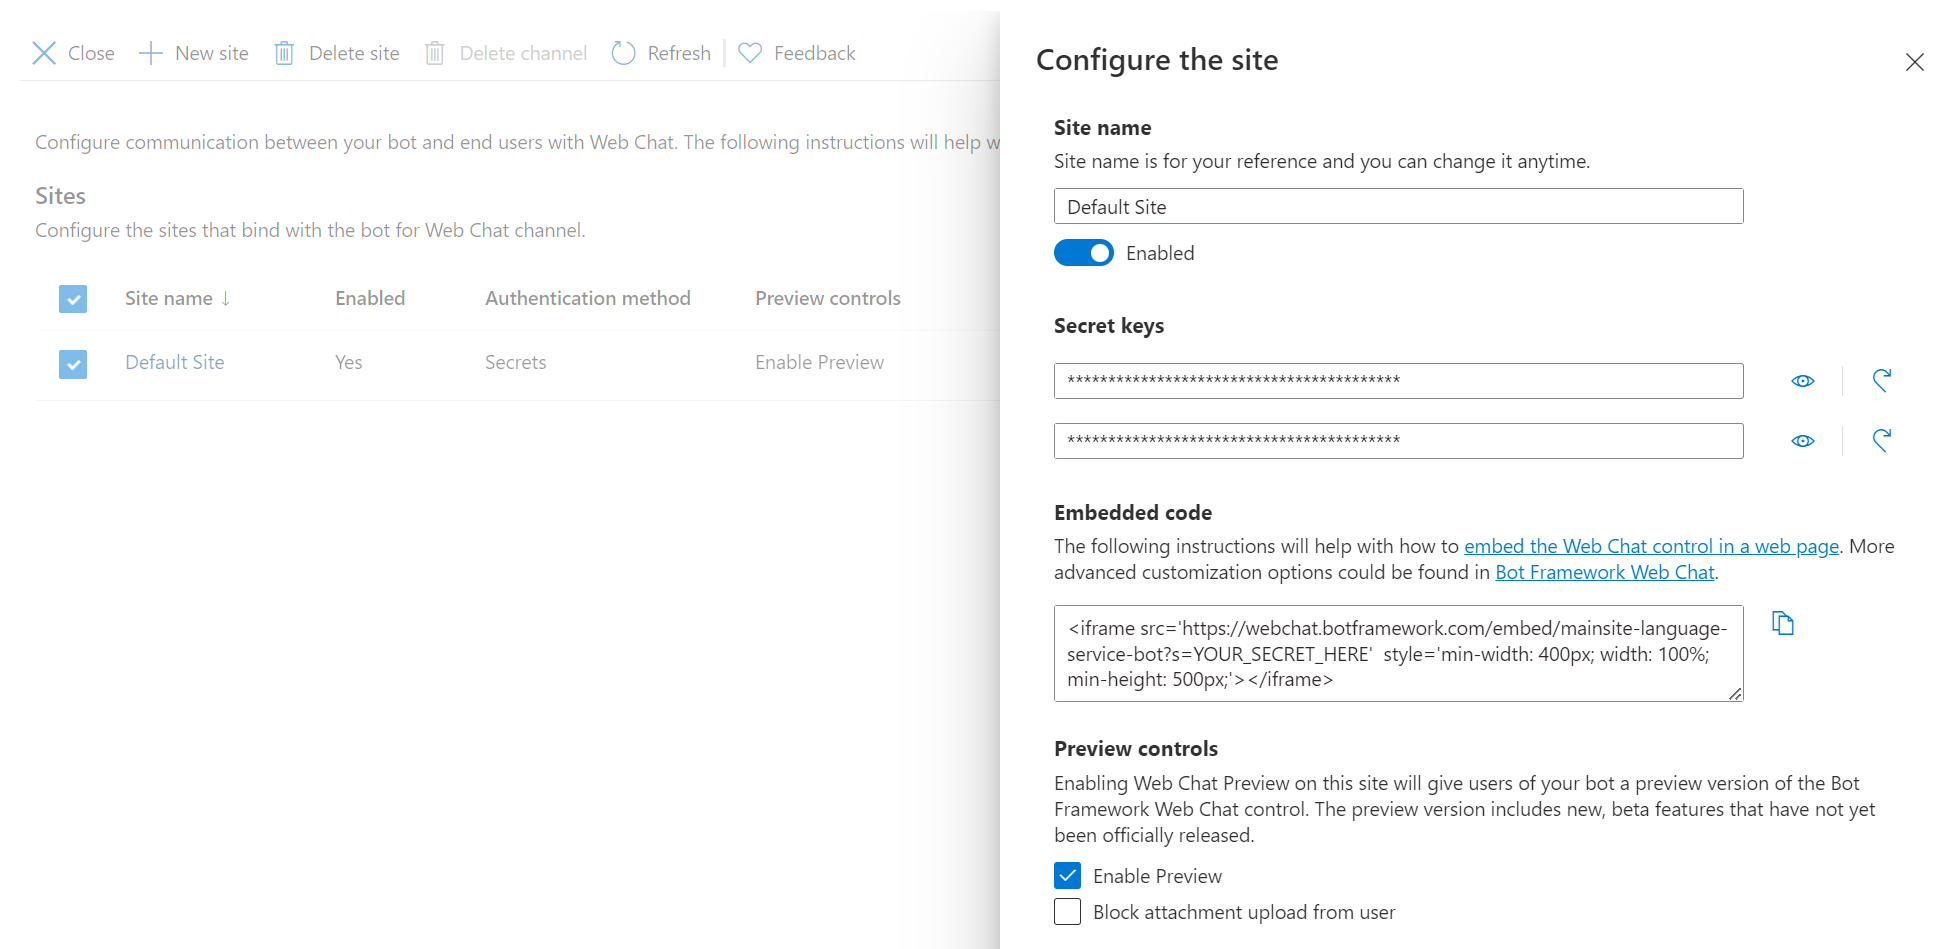 Close New site Delete site Delete channel Refresh Feedback
Configure communication between your bot and end users with Web Chat. The following instructions will help w
Sites
Configure the sites that bind with the bot for Web Chat channel.
Site name ↓ Enabled Authentication method Preview controls
Default Site Yes Secrets Enable Preview
Configure the site
Site name
Site name is for your reference and you can change it anytime.
Default Site
Enabled
Secret keys
*****************************************
*****************************************
Embedded code
The following instructions will help with how to embed the Web Chat control in a web page. More
advanced customization options could be found in Bot Framework Web Chat.
<iframe src='https://webchat.botframework.com/embed/mainsite-language-
service-bot?s=YOUR_SECRET_HERE'  style='min-width: 400px; width: 100%;
min-height: 500px;'></iframe>
Preview controls
Enabling Web Chat Preview on this site will give users of your bot a preview version of the Bot
Framework Web Chat control. The preview version includes new, beta features that have not yet
been officially released.
Enable Preview
Block attachment upload from user